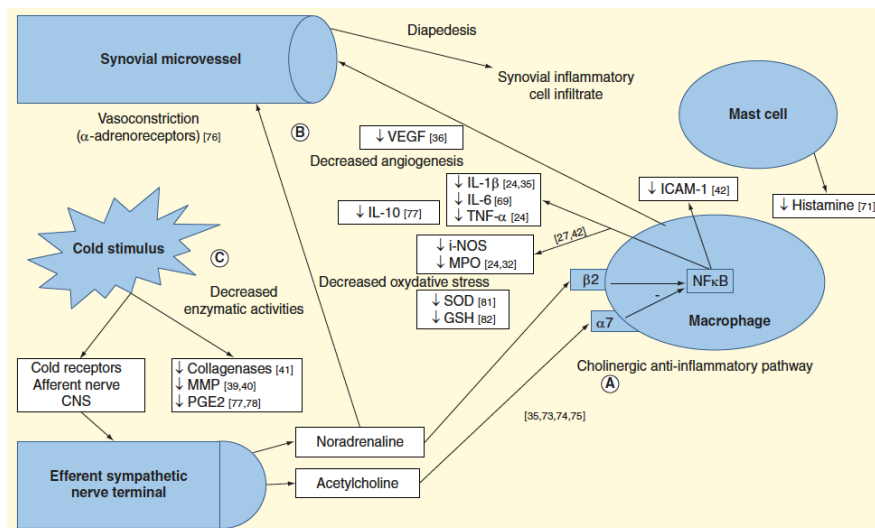 Synovial microvessel
Diapedesis
Synovial inflammatory
cell infiltrate
Mast cell
Vasoconstriction
(α-adrenoreceptors) [76]
B
↓ VEGF [36]
Decreased angiogenesis
↓ IL-10 [77]
↓ IL-1β [24,35]
↓ IL-6 [69]
↓ TNF-α [24]
↓ ICAM-1 [42]
↓ Histamine [71]
[27,42]
↓ i-NOS
↓ MPO [24,32]
Decreased oxydative stress
↓ SOD [81]
↓ GSH [82]
β2
NFκB
-
α7
Macrophage
Cholinergic anti-inflammatory pathway
A
[35,73,74,75]
Cold stimulus
C
Decreased
enzymatic activities
Cold receptors
Afferent nerve
CNS
↓ Collagenases [41]
↓ MMP [39,40]
↓ PGE2 [77,78]
Efferent sympathetic
nerve terminal
Noradrenaline
Acetylcholine